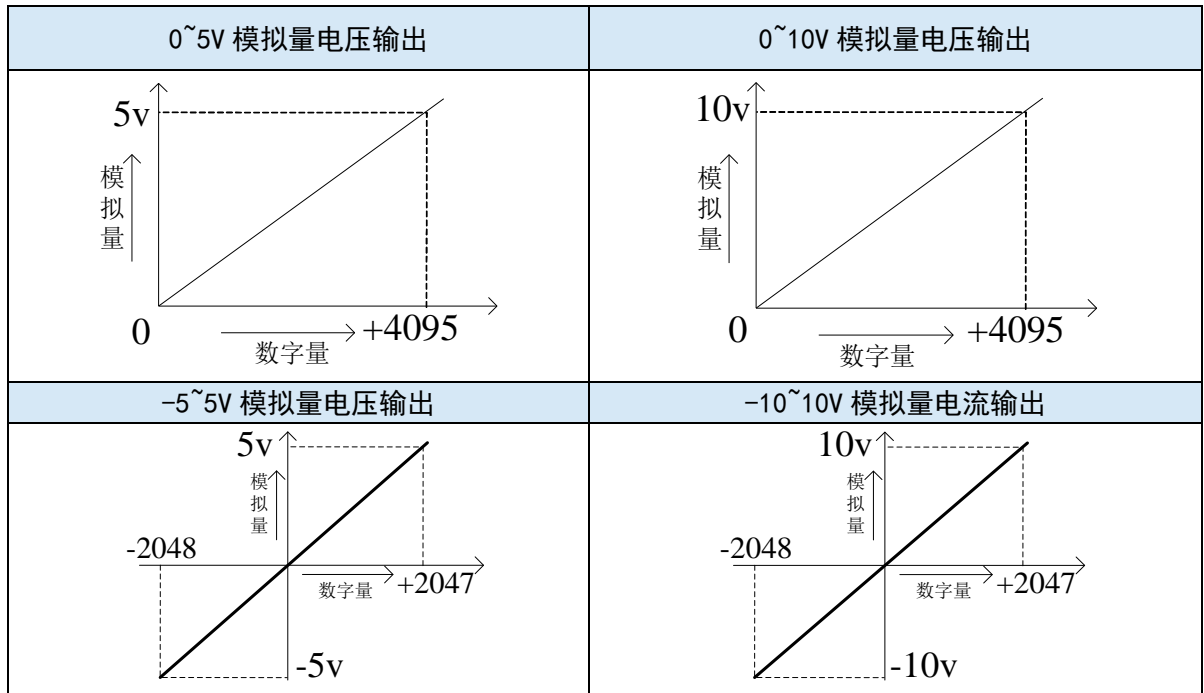 0~5V 模拟量电压输出
0~10V 模拟量电压输出
5v
模拟量
0
数字量
+4095
10v
模拟量
0
数字量
+4095
-5~5V 模拟量电压输出
-10~10V 模拟量电流输出
5v
模拟量
-2048
数字量
+2047
-5v
10v
模拟量
-2048
数字量
+2047
-10v